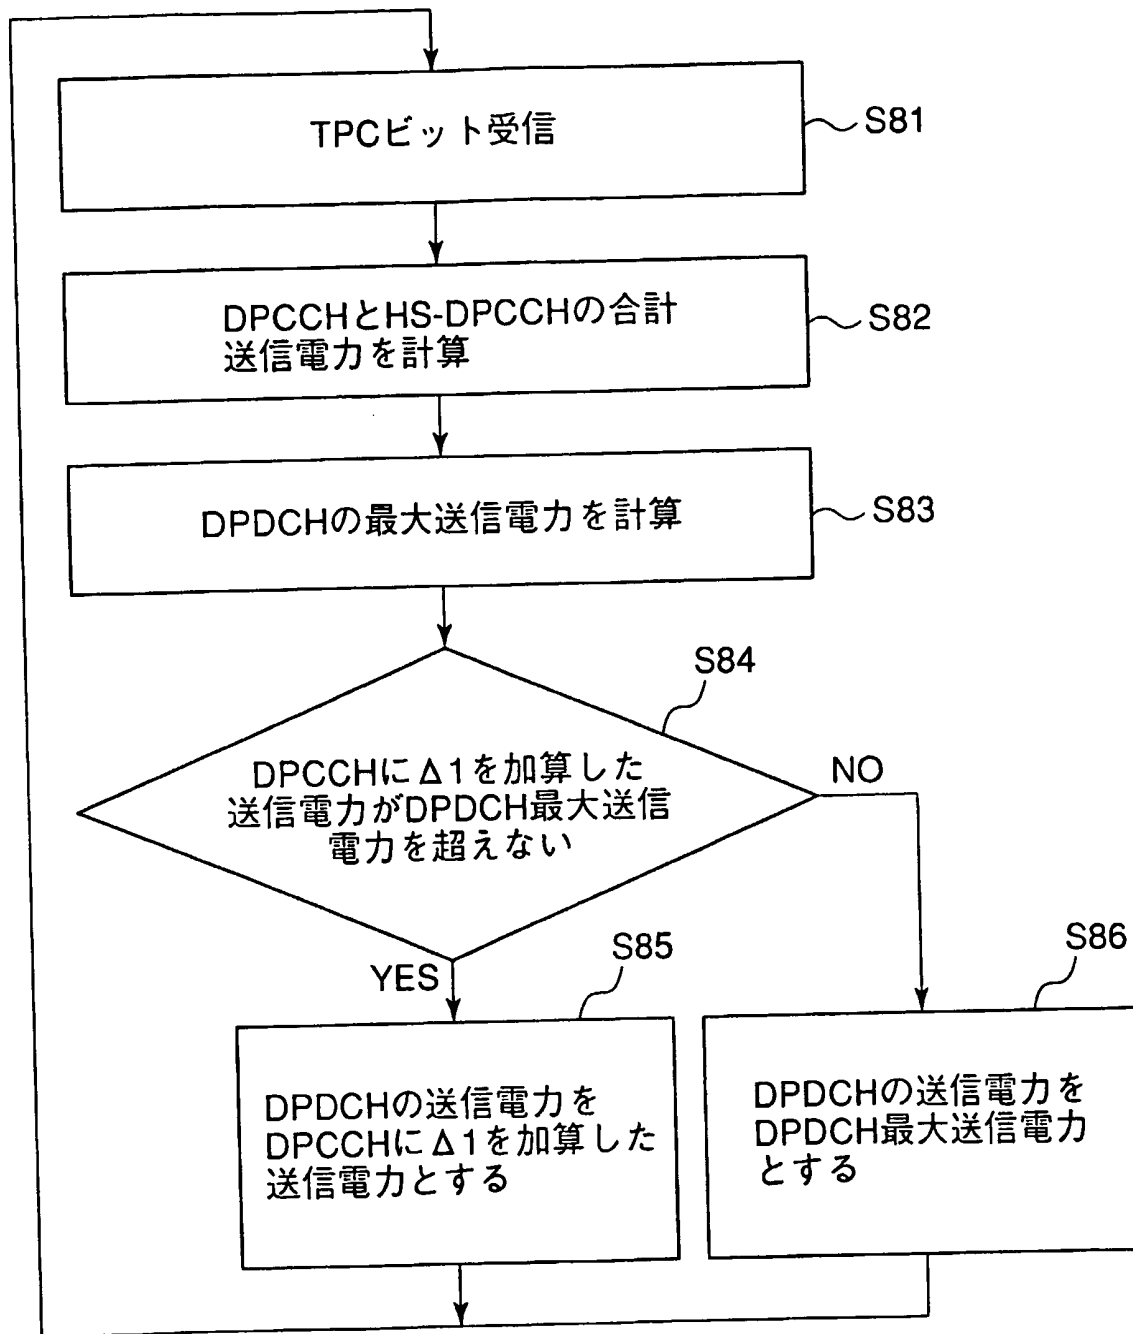 TPCビット受信
S81
DPCCHとHS-DPCCHの合計
送信電力を計算
S82
DPDCHの最大送信電力を計算
S83
S84
DPCCHにΔ1を加算した
送信電力がDPDCH最大送信
電力を超えない
NO
YES
S85
DPDCHの送信電力を
DPCCHにΔ1を加算した
送信電力とする
S86
DPDCHの送信電力を
DPDCH最大送信電力
とする